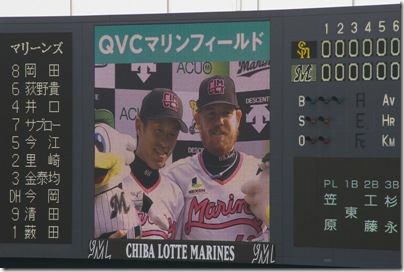 マリーンズ
8 岡田
6 荻野貴
4 井口
7 サブロー
5 今江
2 里崎
3 金泰均
DH 今岡
9 清田
1 藪田
QVCマリンフィールド
ACU
DESCENT
Marin
CHIBA LOTTE MARINES
1 2 3 4 5 6
0 0 0 0 0 0
0 0 0 0 0 0
B AV
S HR
O KM
PL 1B 2B 3B
笠原 東 工藤 杉永